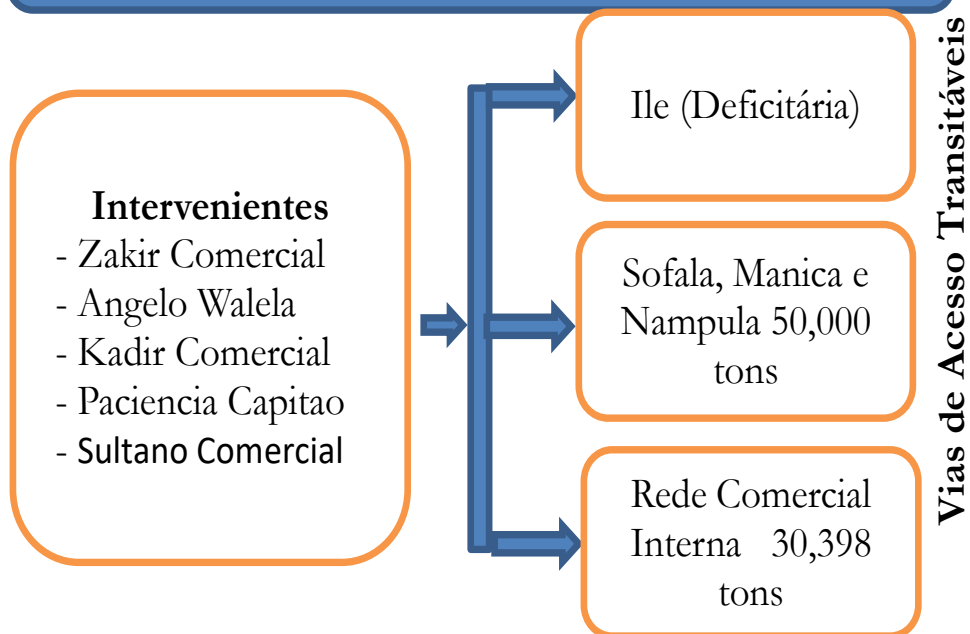 Intervenientes
- Zakir Comercial
- Angelo Walela
- Kadir Comercial
- Paciencia Capitao
- Sultano Comercial
Ile (Deficitária)
Sofala, Manica e
Nampula 50,000
tons
Rede Comercial
Interna 30,398
tons
Vias de Acesso Transitáveis